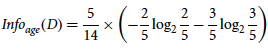 Info_age(D) = 5/14 × (−2/5 log₂ 2/5 − 3/5 log₂ 3/5)